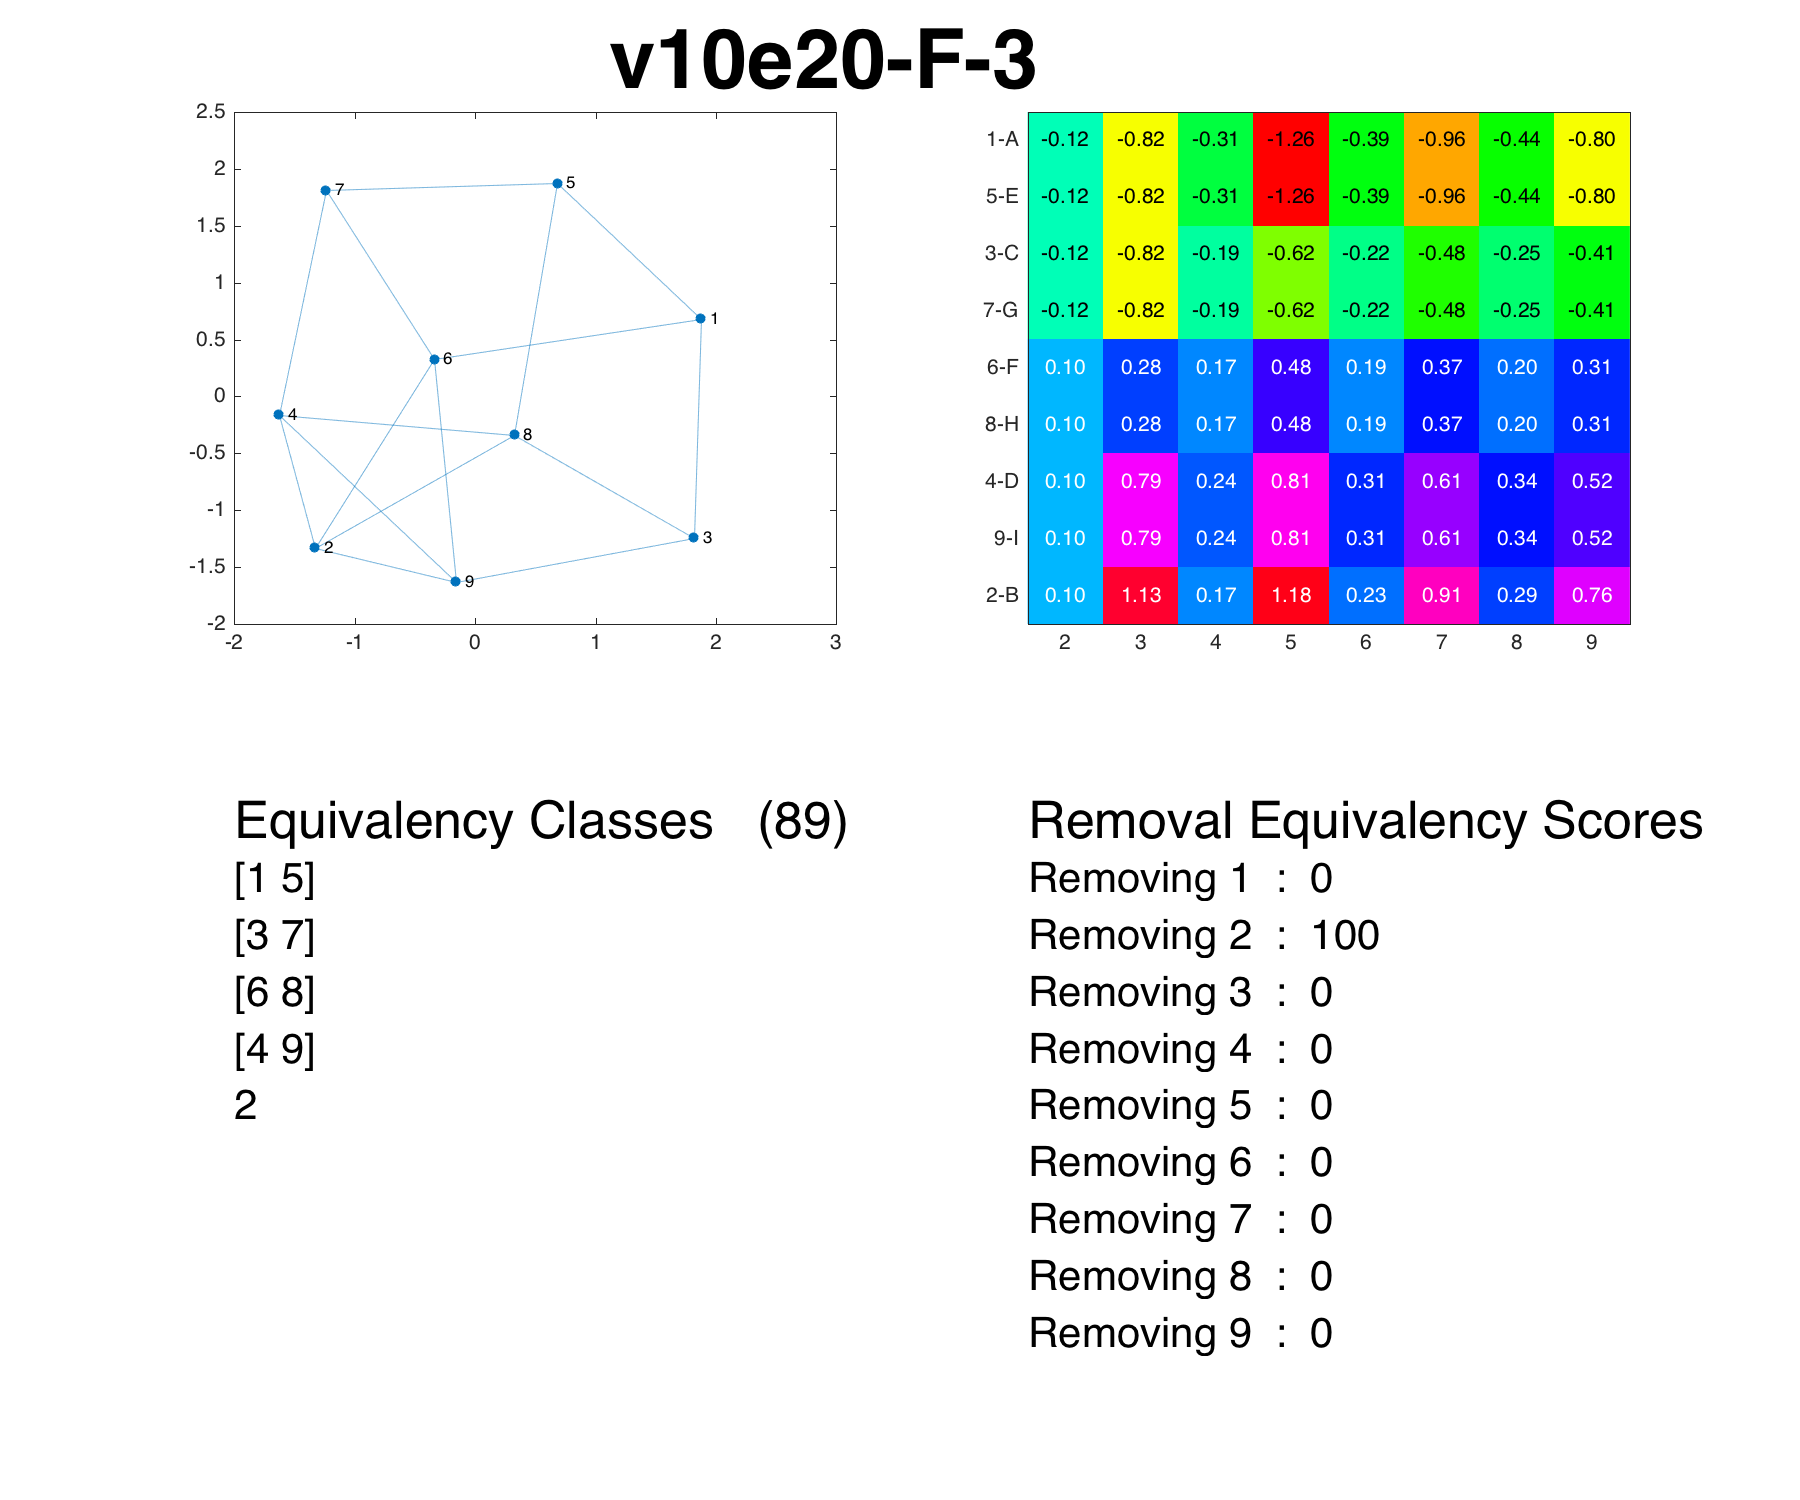 v10e20-F-3
2.5
2
1.5
1
0.5
0
-0.5
-1
-1.5
-2
-2 -1 0 1 2 3
7
5
1
6
4
8
3
2
9
1-A -0.12 -0.82 -0.31 -1.26 -0.39 -0.96 -0.44 -0.80
5-E -0.12 -0.82 -0.31 -1.26 -0.39 -0.96 -0.44 -0.80
3-C -0.12 -0.82 -0.19 -0.62 -0.22 -0.48 -0.25 -0.41
7-G -0.12 -0.82 -0.19 -0.62 -0.22 -0.48 -0.25 -0.41
6-F 0.10 0.28 0.17 0.48 0.19 0.37 0.20 0.31
8-H 0.10 0.28 0.17 0.48 0.19 0.37 0.20 0.31
4-D 0.10 0.79 0.24 0.81 0.31 0.61 0.34 0.52
9-I 0.10 0.79 0.24 0.81 0.31 0.61 0.34 0.52
2-B 0.10 1.13 0.17 1.18 0.23 0.91 0.29 0.76
2 3 4 5 6 7 8 9
Equivalency Classes (89)
[1 5]
[3 7]
[6 8]
[4 9]
2
Removal Equivalency Scores
Removing 1 : 0
Removing 2 : 100
Removing 3 : 0
Removing 4 : 0
Removing 5 : 0
Removing 6 : 0
Removing 7 : 0
Removing 8 : 0
Removing 9 : 0